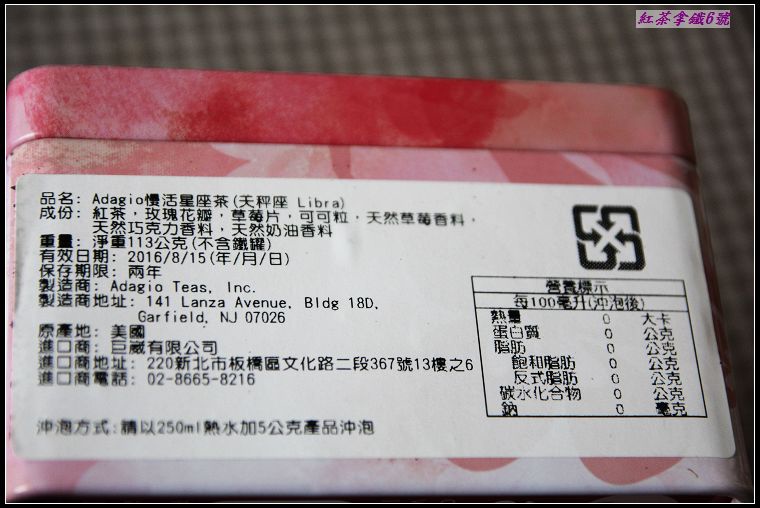 紅茶拿鐵6號
品名: Adagio慢活星座茶(天秤座 Libra)
成份: 紅茶，玫瑰花瓣，草莓片，可可粒，天然草莓香料，
天然巧克力香料，天然奶油香料
重量: 淨重113公克(不含鐵罐)
有效日期: 2016/8/15(年/月/日)
保存期限: 兩年
製造商: Adagio Teas, Inc.
製造商地址: 141 Lanza Avenue, Bldg 18D,
Garfield, NJ 07026
原產地: 美國
進口商: 巨葳有限公司
進口商地址: 220新北市板橋區文化路二段367號13樓之6
進口商電話: 02-8665-8216
沖泡方式:請以250ml熱水加5公克產品沖泡
營養標示
每100毫升(沖泡後)
熱量 0 大卡
蛋白質 0 公克
脂肪 0 公克
飽和脂肪 0 公克
反式脂肪 0 公克
碳水化合物 0 公克
鈉 0 毫克